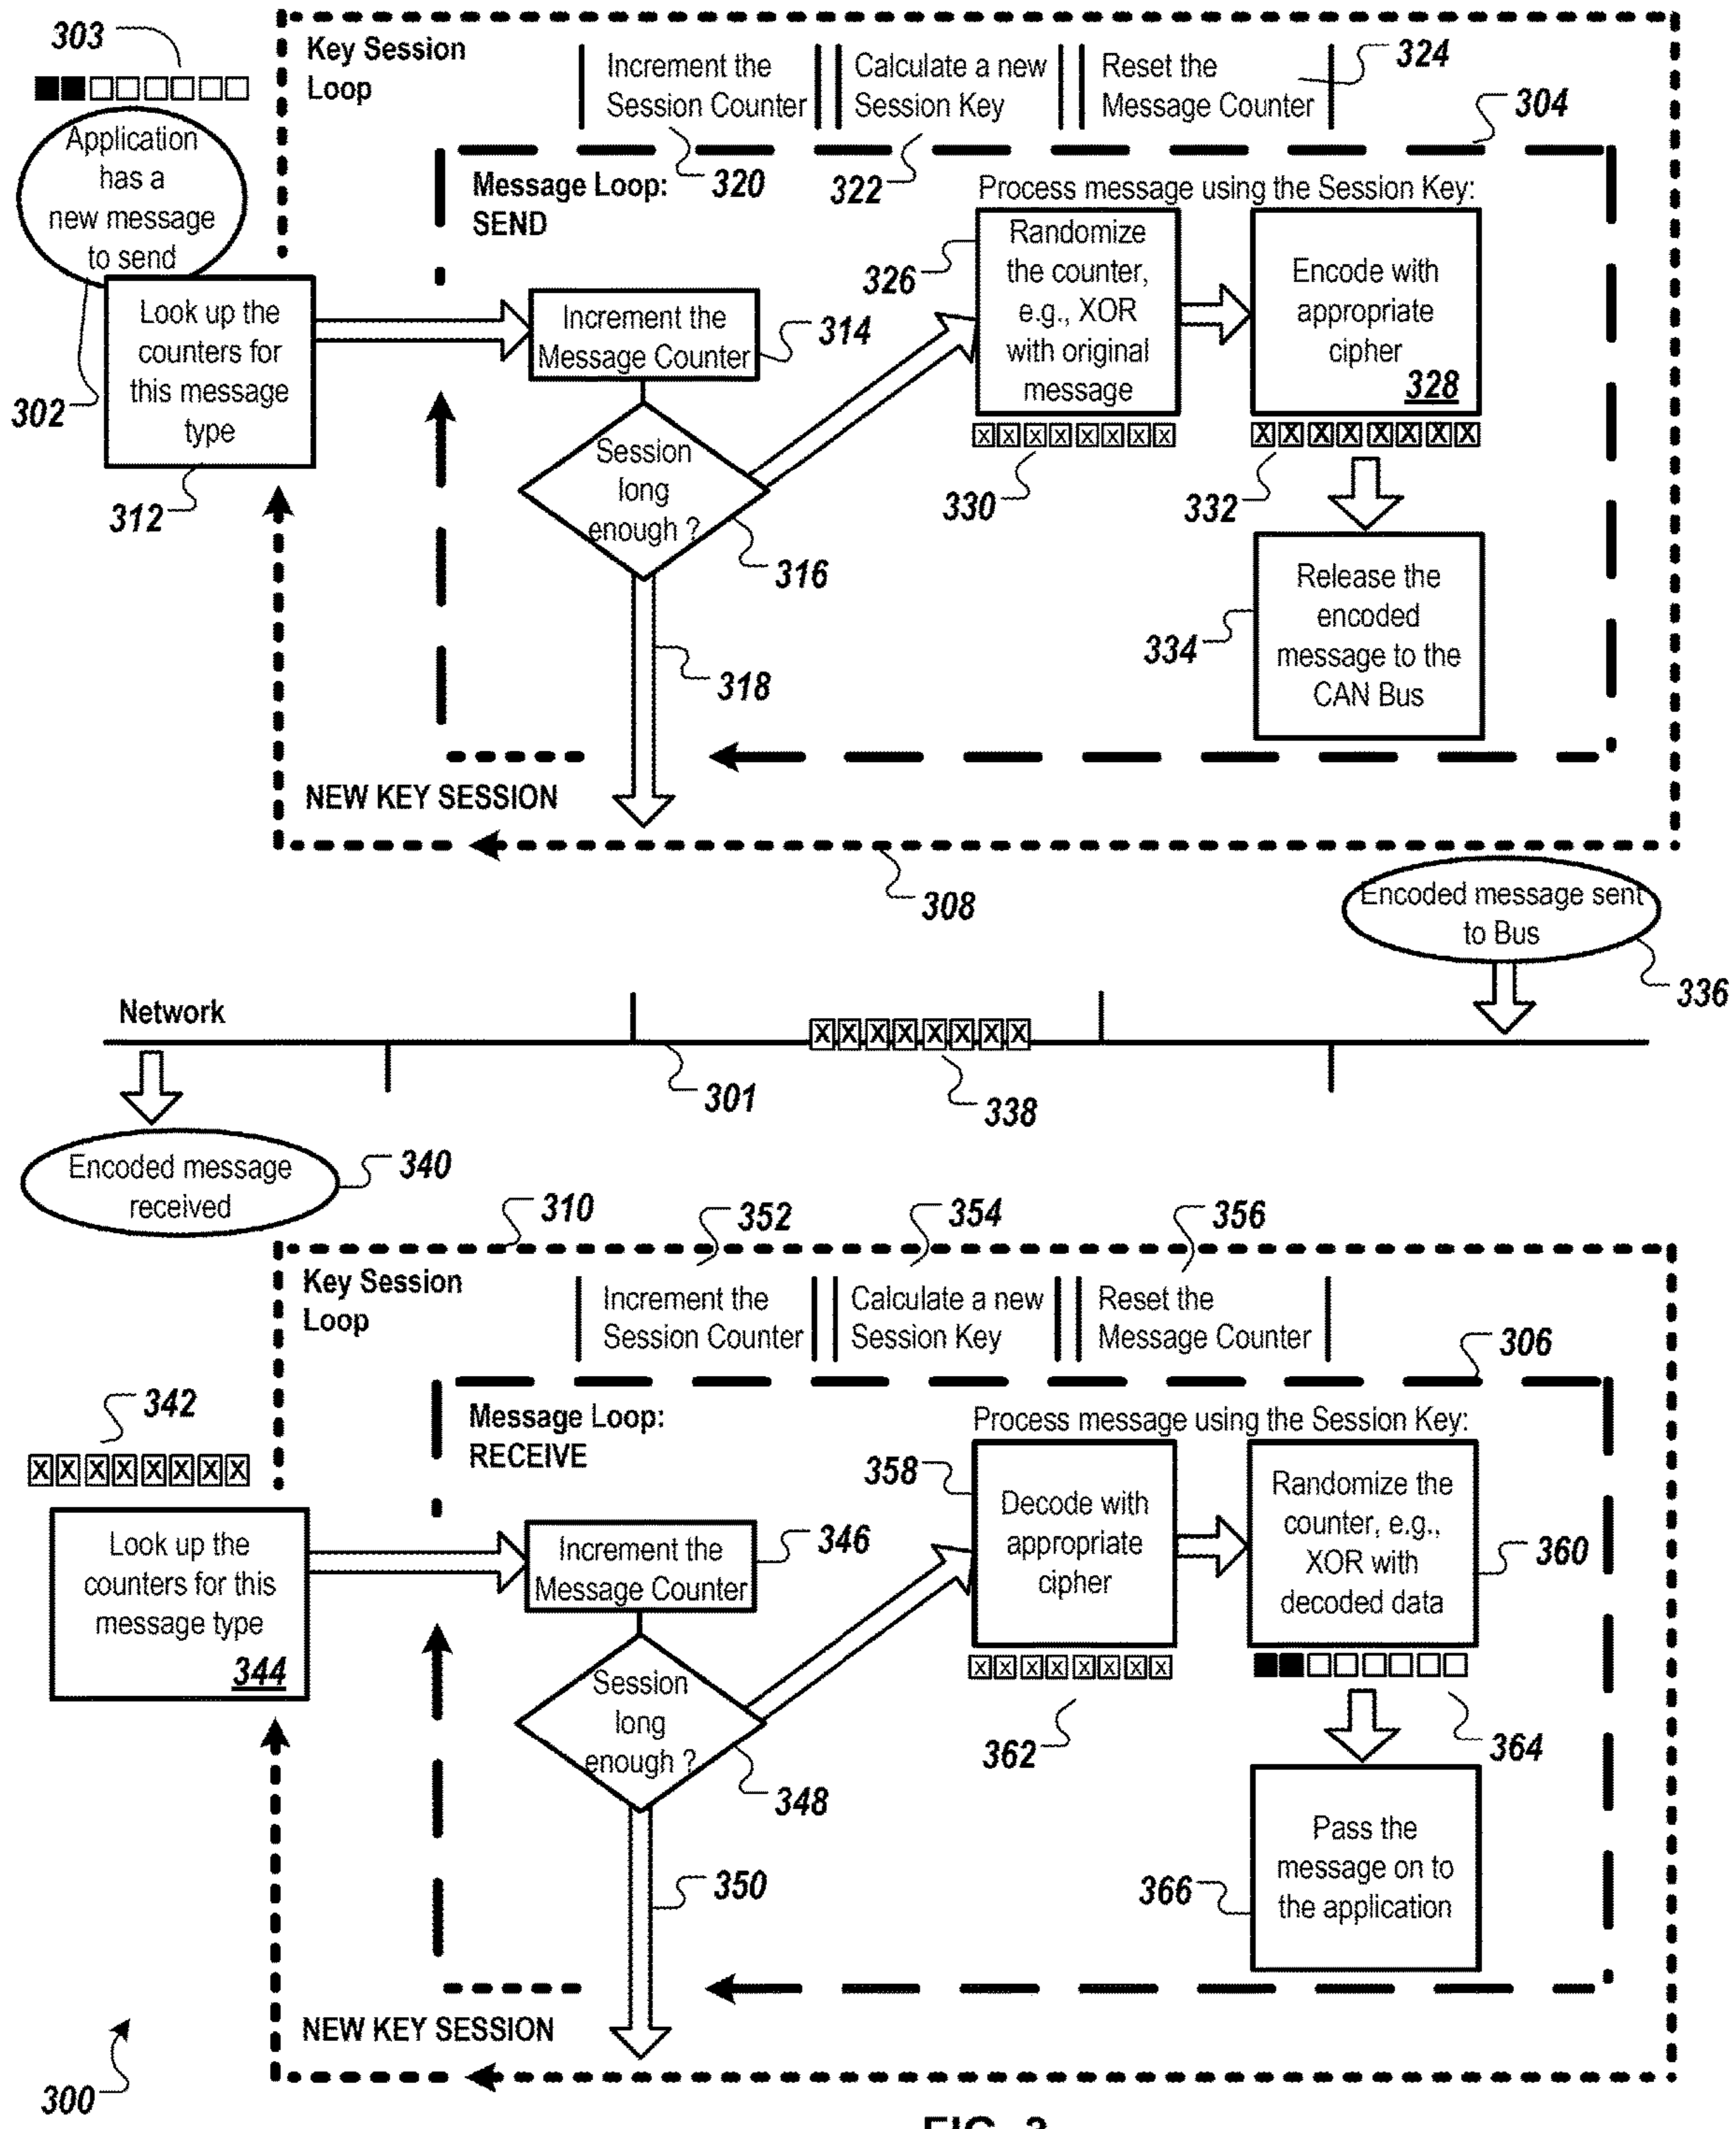 303
Key Session
Loop
Increment the
Session Counter
Calculate a new
Session Key
Reset the
Message Counter
324
304
Application
has a
new message
to send
Message Loop:
SEND
320
322
Process message using the Session Key:
Look up the
counters for
this message
type
302
312
Increment the
Message Counter
314
Session
long
enough ?
316
318
326
Randomize
the counter,
e.g., XOR
with original
message
Encode with
appropriate
cipher
328
X X X X X X X X
X X X X X X X X
330
332
Release the
encoded
message to the
CAN Bus
334
NEW KEY SESSION
308
Encoded message sent
to Bus
336
Network
X X X X X X X X
301
338
Encoded message
received
340
310
352
354
356
Key Session
Loop
Increment the
Session Counter
Calculate a new
Session Key
Reset the
Message Counter
306
342
X X X X X X X X
Message Loop:
RECEIVE
Process message using the Session Key:
Look up the
counters for this
message type
344
Increment the
Message Counter
346
Session
long
enough ?
348
350
358
Decode with
appropriate
cipher
Randomize the
counter, e.g.,
XOR with
decoded data
360
X X X X X X X X
362
364
Pass the
message on to
the application
366
NEW KEY SESSION
300
FIG. 3